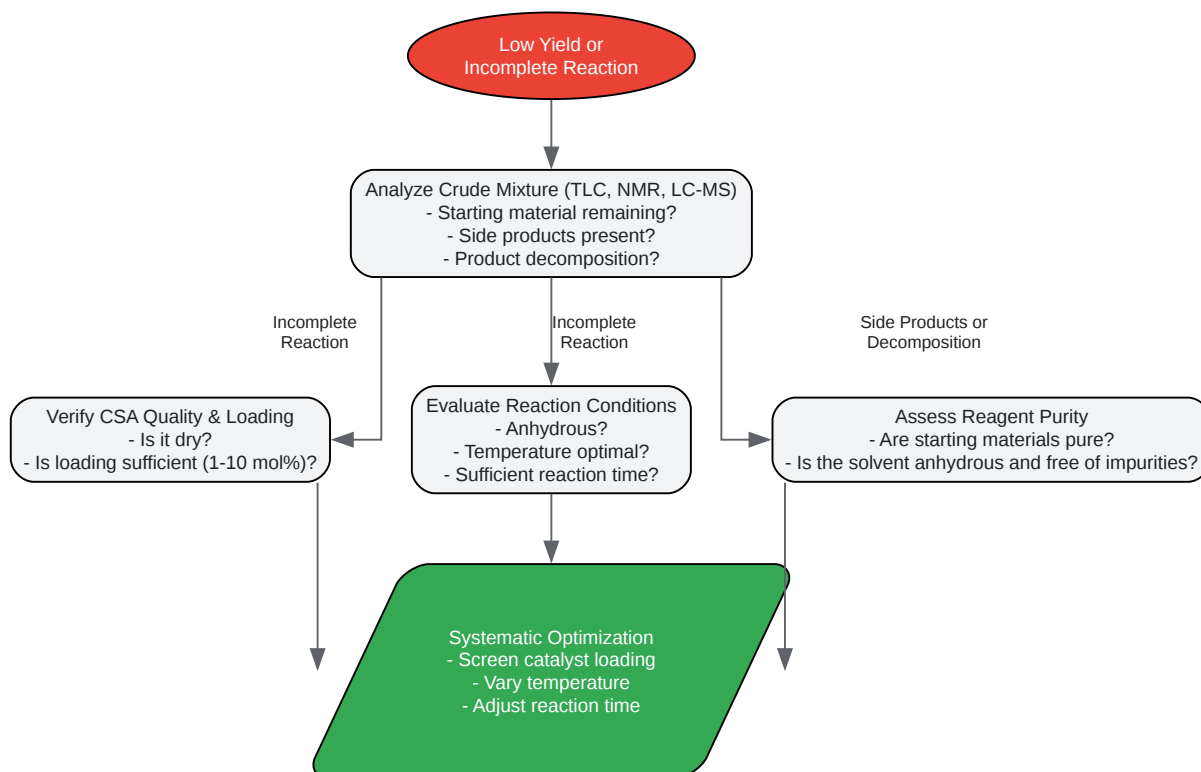 Low Yield or
Incomplete Reaction
Analyze Crude Mixture (TLC, NMR, LC-MS)
- Starting material remaining?
- Side products present?
- Product decomposition?
Incomplete
Reaction
Incomplete
Reaction
Side Products or
Decomposition
Verify CSA Quality & Loading
- Is it dry?
- Is loading sufficient (1-10 mol%)?
Evaluate Reaction Conditions
- Anhydrous?
- Temperature optimal?
- Sufficient reaction time?
Assess Reagent Purity
- Are starting materials pure?
- Is the solvent anhydrous and free of impurities?
Systematic Optimization
- Screen catalyst loading
- Vary temperature
- Adjust reaction time